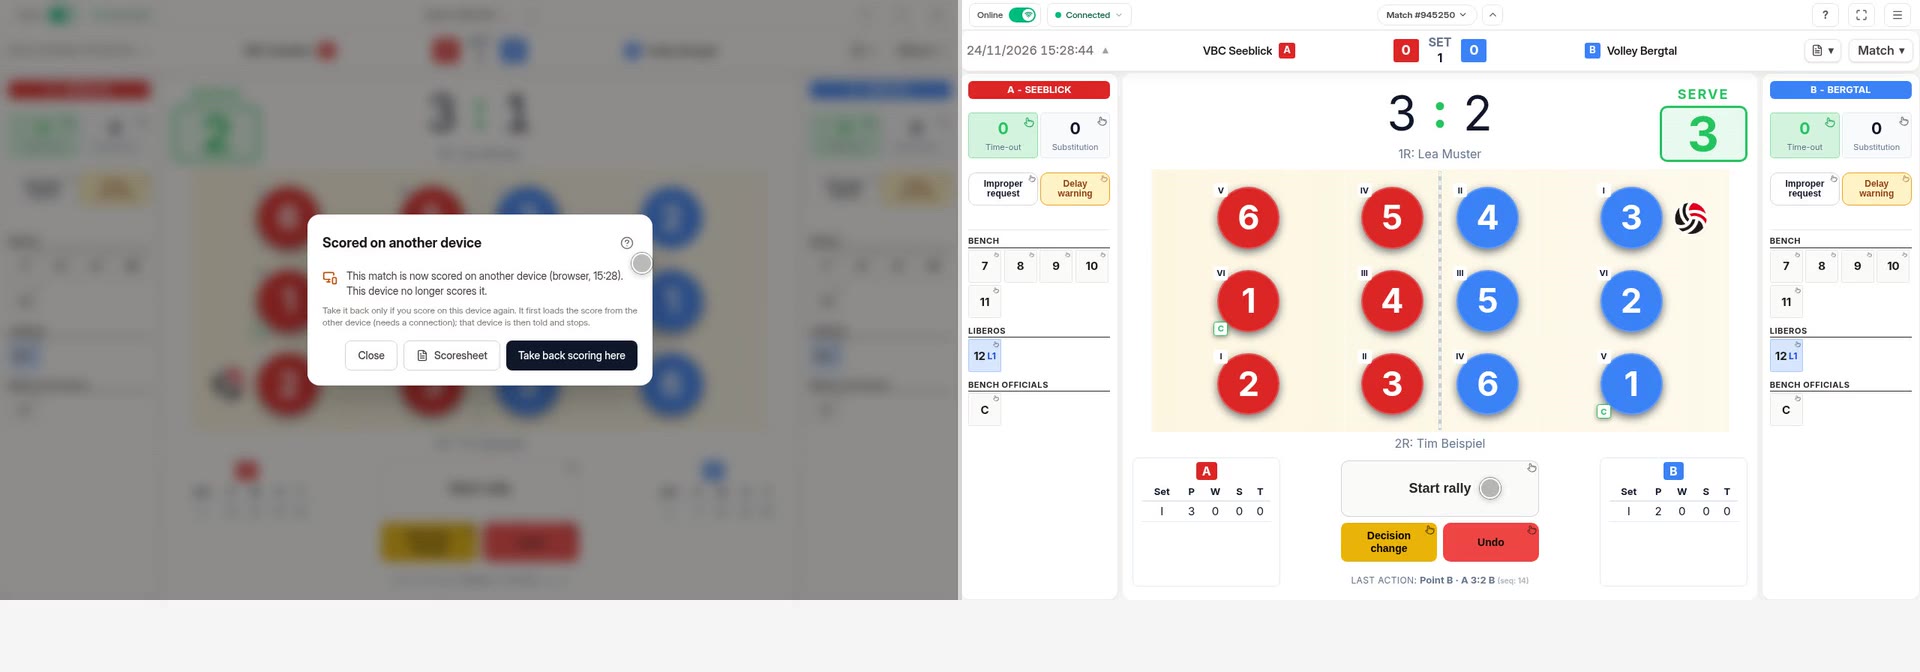 Scored on another device
This match is now scored on another device (browser, 15:28).
This device no longer scores it.
Take it back only if you score on this device again. It first loads the score from the
other device (needs a connection); that device is then told and stops.
Close
Scoresheet
Take back scoring here
2
3 : 1
Online
Connected
Match #945250
?
24/11/2026 15:28:44
VBC Seeblick A
0 SET 0
1
B Volley Bergtal
Match
A - SEEBLICK
0
Time-out
0
Substitution
Improper
request
Delay
warning
BENCH
7 8 9 10
11
LIBEROS
12 L1
BENCH OFFICIALS
C
3 : 2
1R: Lea Muster
SERVE
3
V 6 IV 5 II 4 I 3
VI 1 III 4 III 5 VI 2
C
I 2 II 3 IV 6 V 1
C
2R: Tim Beispiel
A
Set P W S T
I 3 0 0 0
Start rally
Decision
change
Undo
LAST ACTION: Point B · A 3:2 B (seq: 14)
B
Set P W S T
I 2 0 0 0
B - BERGTAL
0
Time-out
0
Substitution
Improper
request
Delay
warning
BENCH
7 8 9 10
11
LIBEROS
12 L1
BENCH OFFICIALS
C